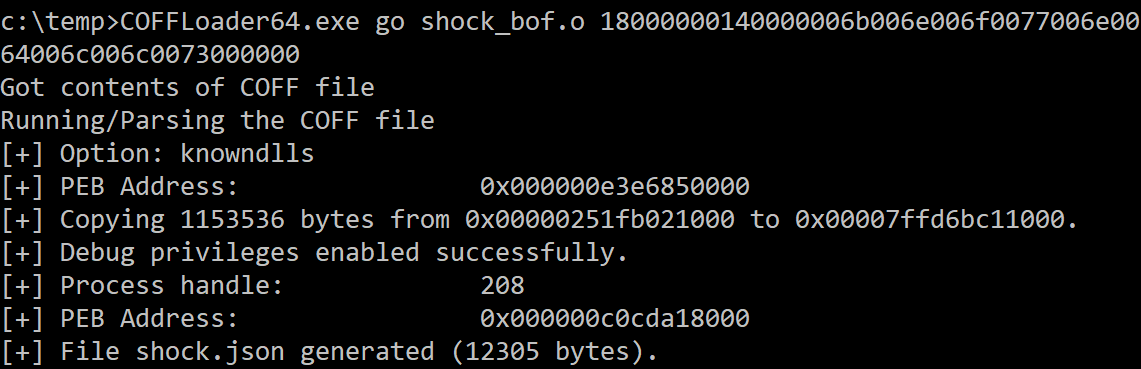 c:\temp>COFFLoader64.exe go shock_bof.o 18000000140000006b006e006f0077006e00
64006c006c0073000000
Got contents of COFF file
Running/Parsing the COFF file
[+] Option: knowndlls
[+] PEB Address: 0x000000e3e6850000
[+] Copying 1153536 bytes from 0x00000251fb021000 to 0x00007ffd6bc11000.
[+] Debug privileges enabled successfully.
[+] Process handle: 208
[+] PEB Address: 0x000000c0cda18000
[+] File shock.json generated (12305 bytes).